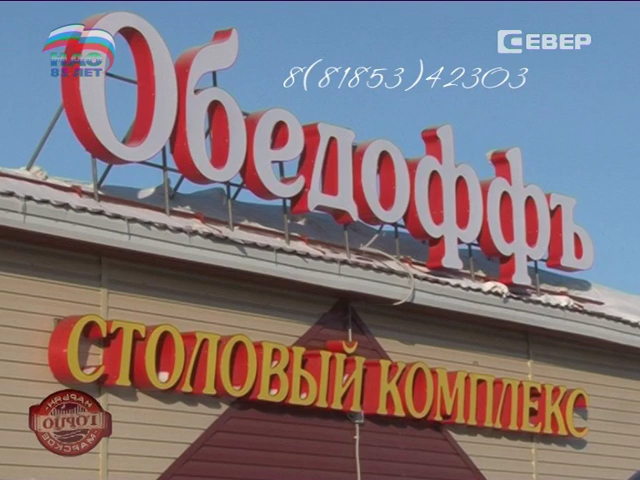 НАО
85 ЛЕТ
СЕВЕР
8(81853)42303
Обедоффъ
СТОЛОВЫЙ КОМПЛЕКС